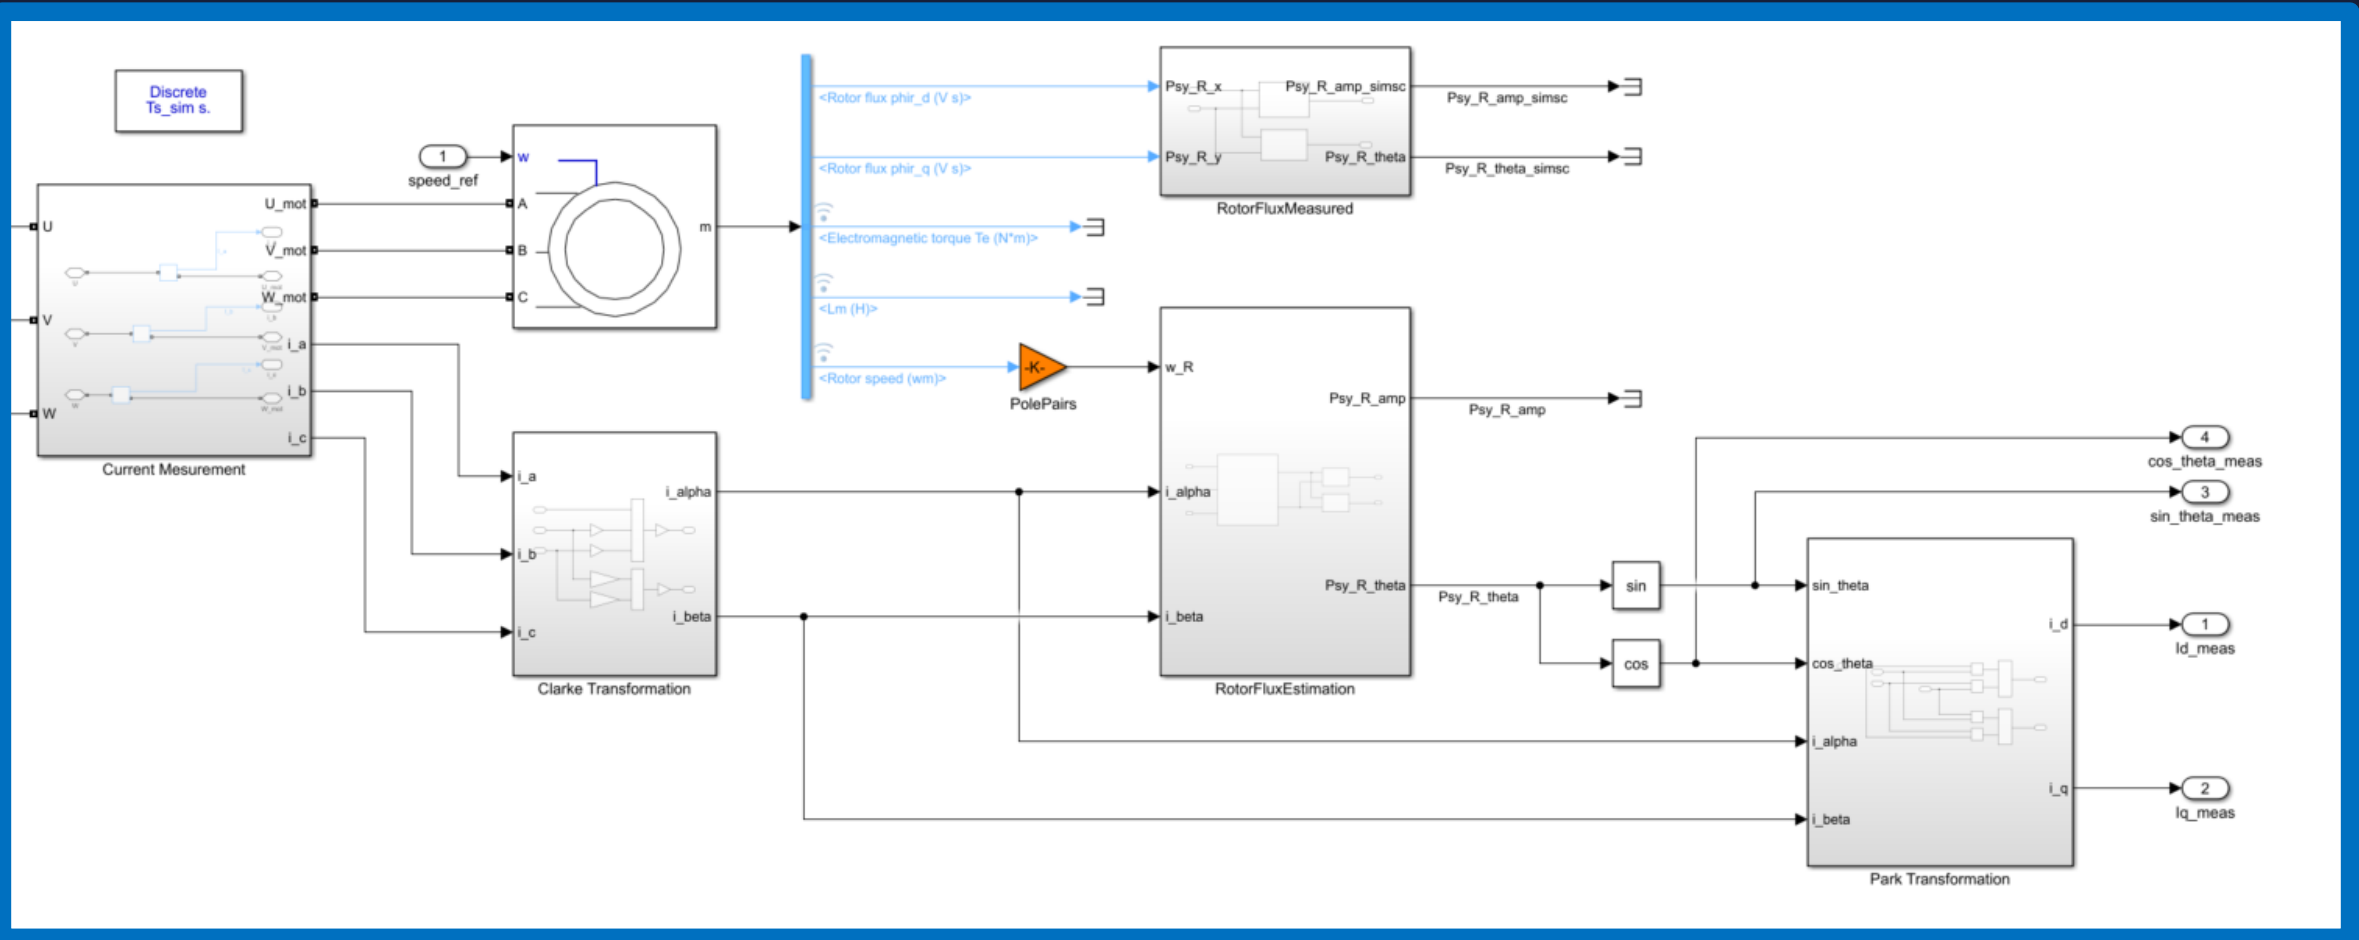 Discrete
Ts_sim s.
1
speed_ref
w
A
B
C
m
U
V
W
U_mot
V_mot
W_mot
i_a
i_b
i_c
Current Mesurement
<Rotor flux phir_d (V s)>
<Rotor flux phir_q (V s)>
<Electromagnetic torque Te (N*m)>
<Lm (H)>
<Rotor speed (wm)>
-K-
PolePairs
Psy_R_x
Psy_R_y
Psy_R_amp_simsc
Psy_R_theta
RotorFluxMeasured
Psy_R_amp_simsc
Psy_R_theta_simsc
i_a
i_b
i_c
i_alpha
i_beta
Clarke Transformation
w_R
i_alpha
i_beta
Psy_R_amp
Psy_R_theta
RotorFluxEstimation
Psy_R_amp
Psy_R_theta
sin
cos
4
cos_theta_meas
3
sin_theta_meas
sin_theta
cos_theta
i_alpha
i_beta
i_d
i_q
Park Transformation
1
Id_meas
2
Iq_meas